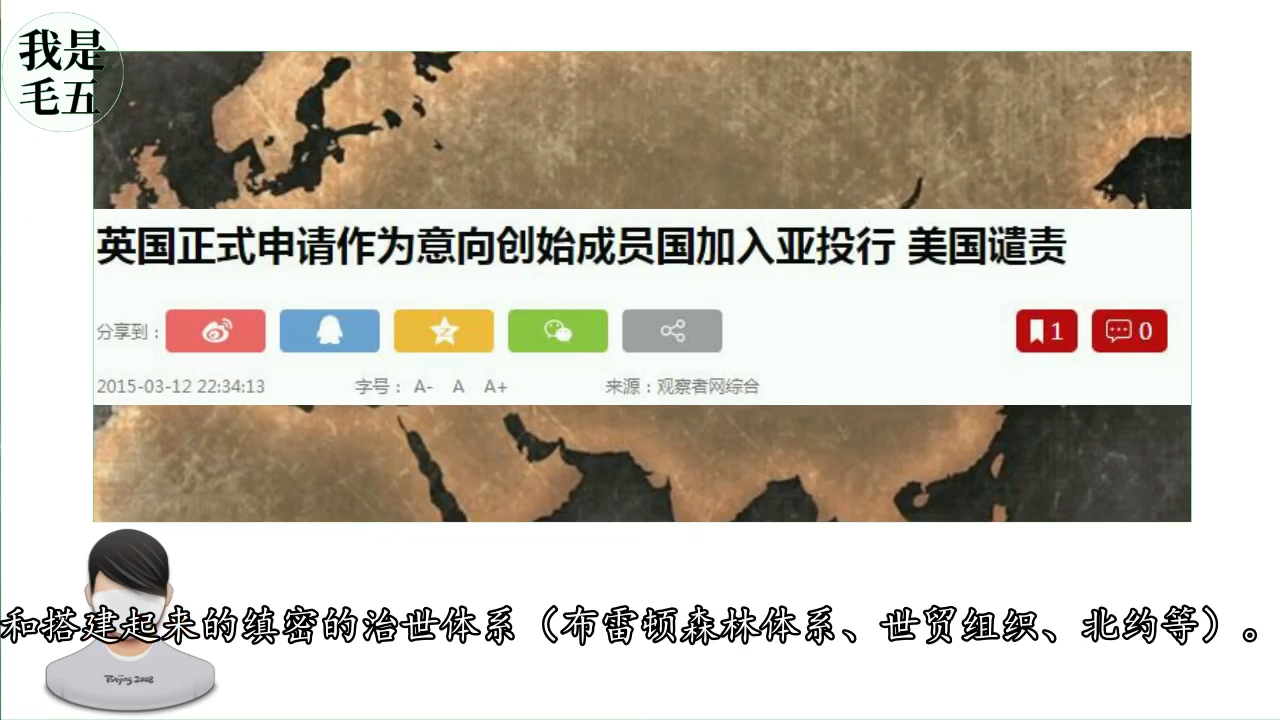 我是
毛五
英国正式申请作为意向创始成员国加入亚投行 美国谴责
分享到：
1
0
2015-03-12 22:34:13 字号： A- A A+ 来源：观察者网综合
和搭建起来的缜密的治世体系（布雷顿森林体系、世贸组织、北约等）。
Beijing 2008